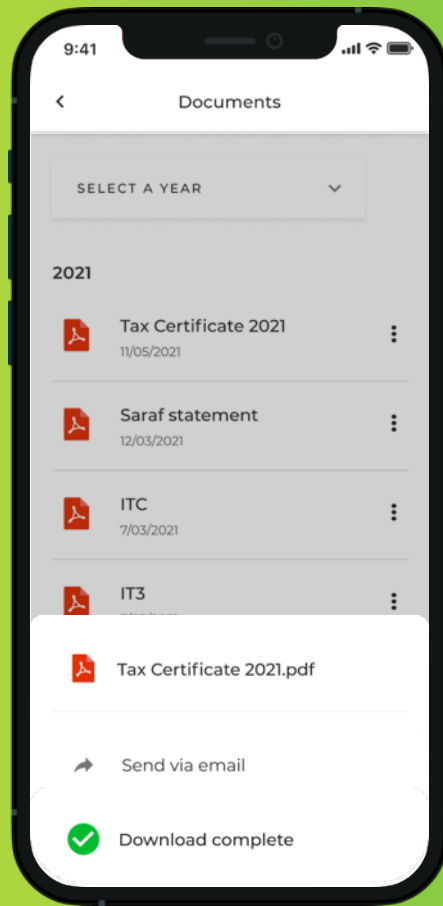 9:41
Documents
SELECT A YEAR
2021
Tax Certificate 2021
11/05/2021
Saraf statement
12/03/2021
ITC
7/03/2021
IT3
Tax Certificate 2021.pdf
Send via email
Download complete